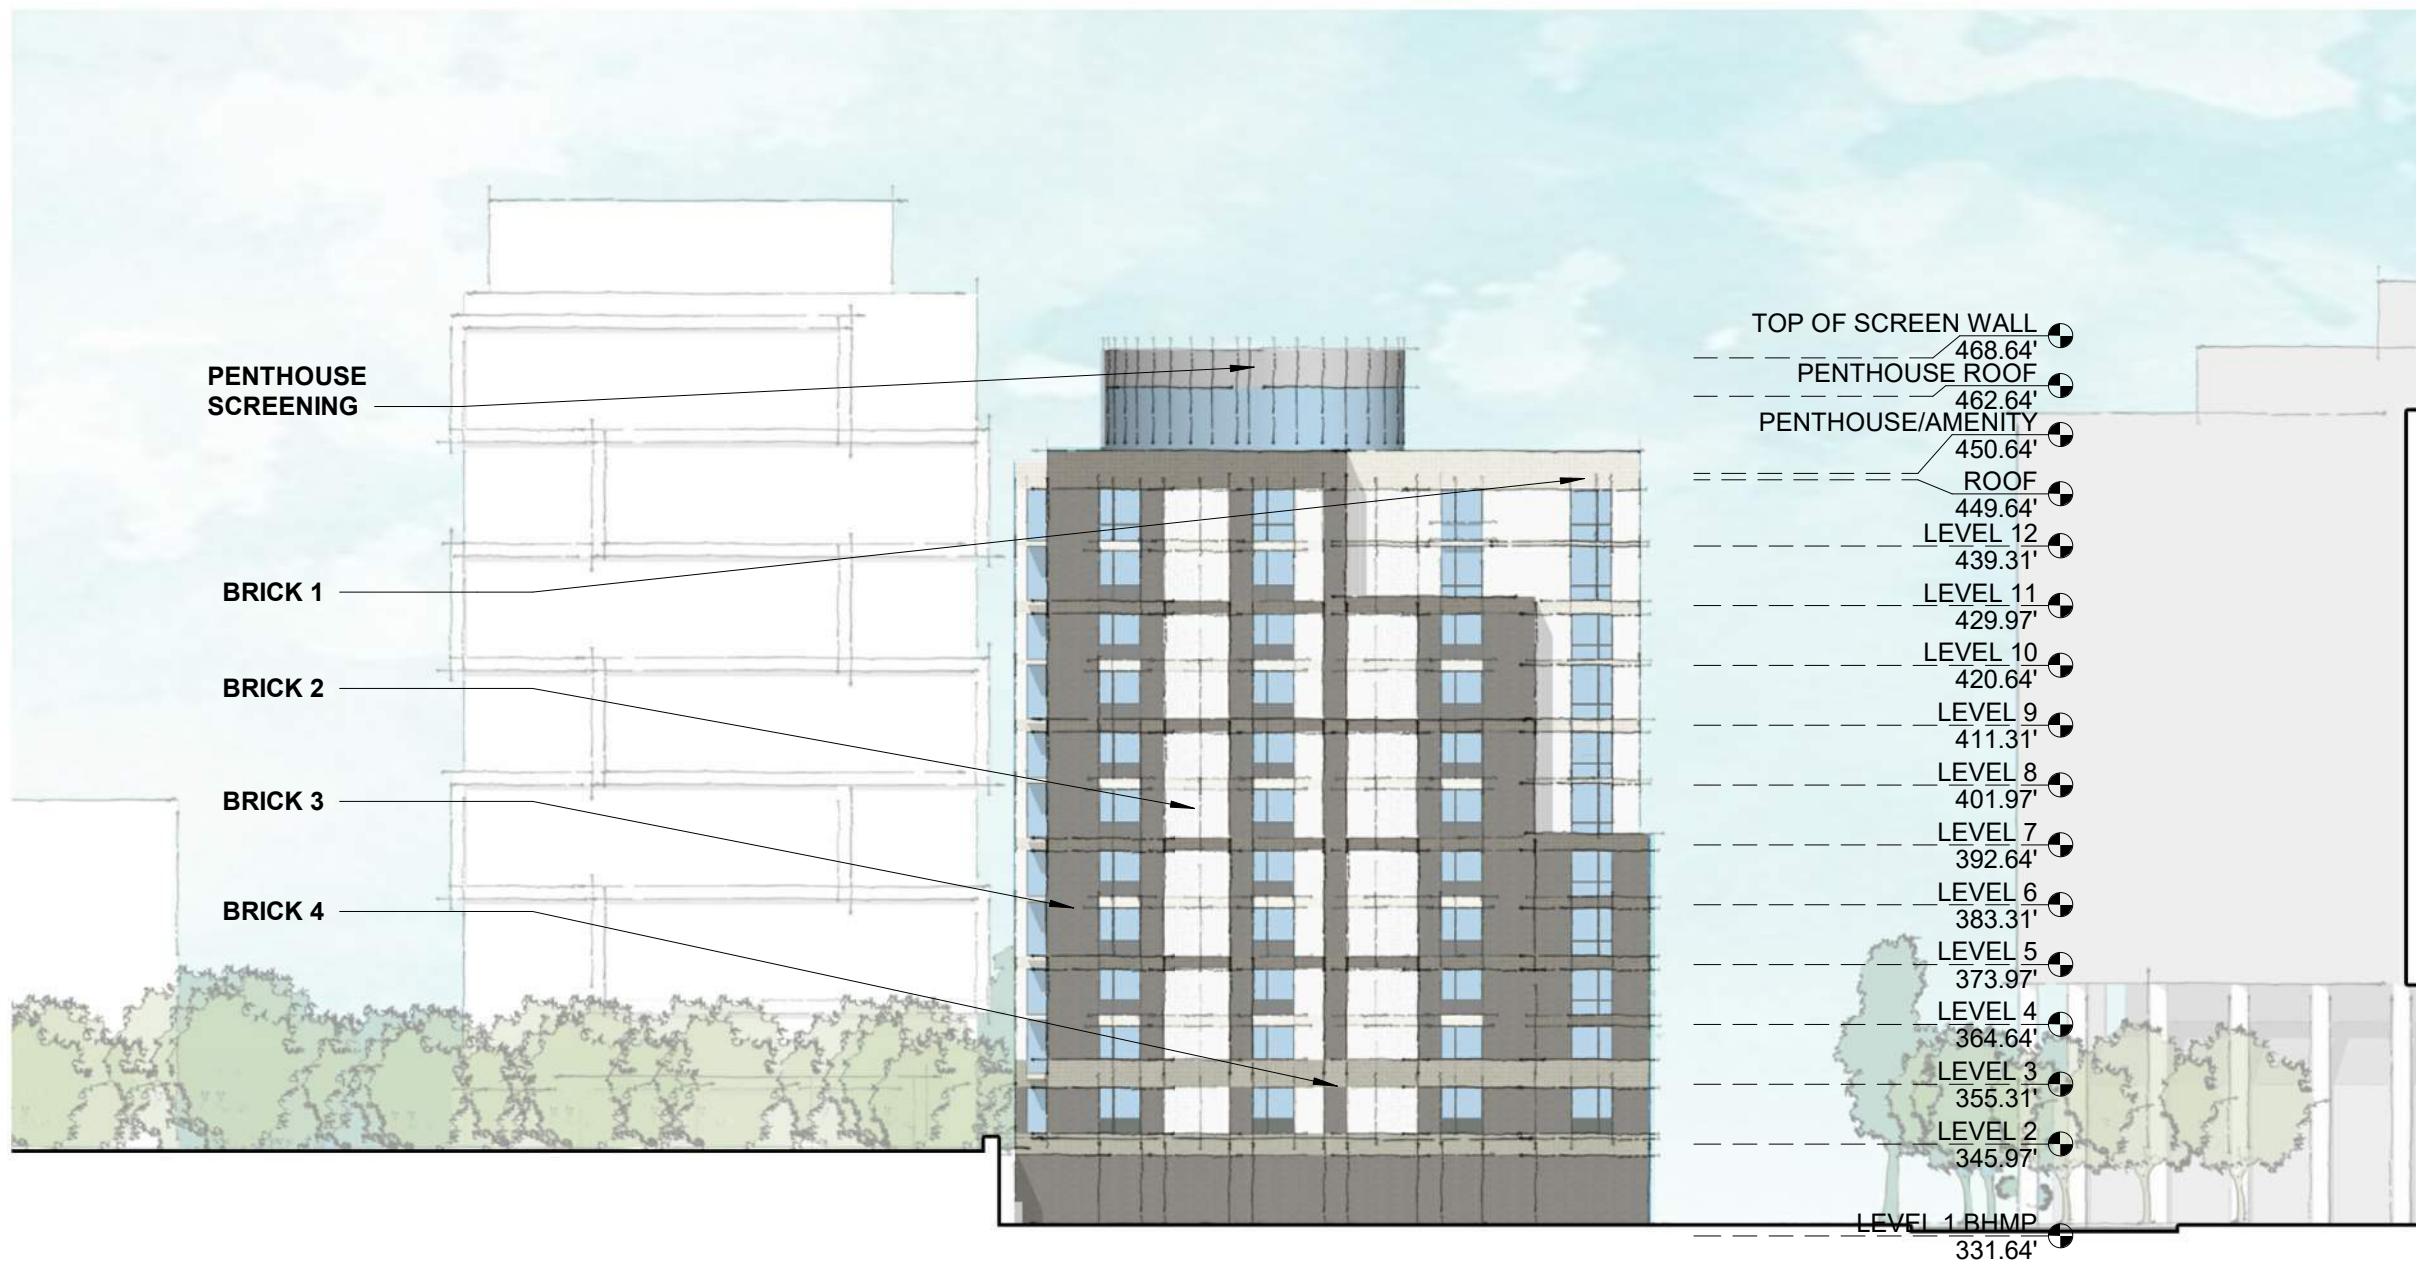 PENTHOUSE
SCREENING
BRICK 1
BRICK 2
BRICK 3
BRICK 4
TOP OF SCREEN WALL
468.64'
PENTHOUSE ROOF
462.64'
PENTHOUSE/AMENITY
450.64'
ROOF
449.64'
LEVEL 12
439.31'
LEVEL 11
429.97'
LEVEL 10
420.64'
LEVEL 9
411.31'
LEVEL 8
401.97'
LEVEL 7
392.64'
LEVEL 6
383.31'
LEVEL 5
373.97'
LEVEL 4
364.64'
LEVEL 3
355.31'
LEVEL 2
345.97'
LEVEL 1 BHMP
331.64'